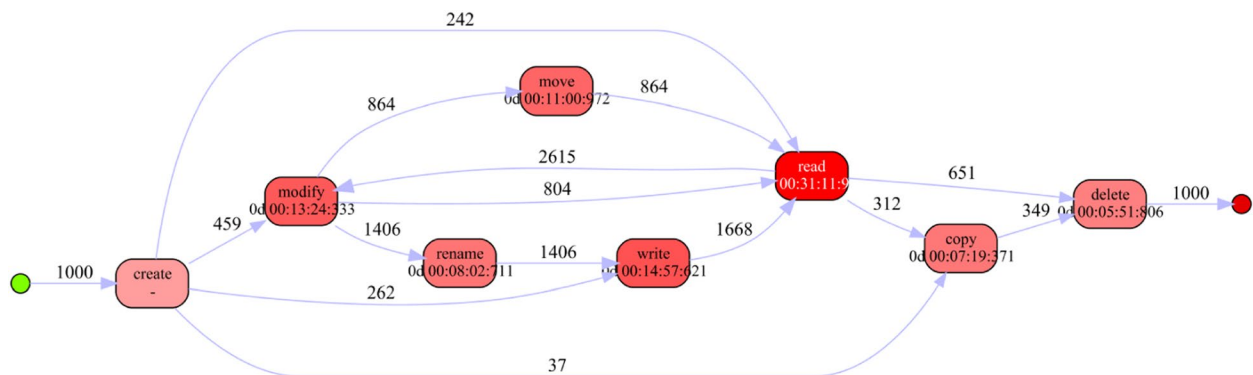 242
move
0d 00:11:00:972
864
864
read
00:31:11:9
2615
651
modify
0d 00:13:24:333
804
delete
0d 00:05:51:806
1000
459
312
349
1406
rename
0d 00:08:02:711
1406
write
0d 00:14:57:621
1668
copy
0d 00:07:19:371
1000
create
-
262
37